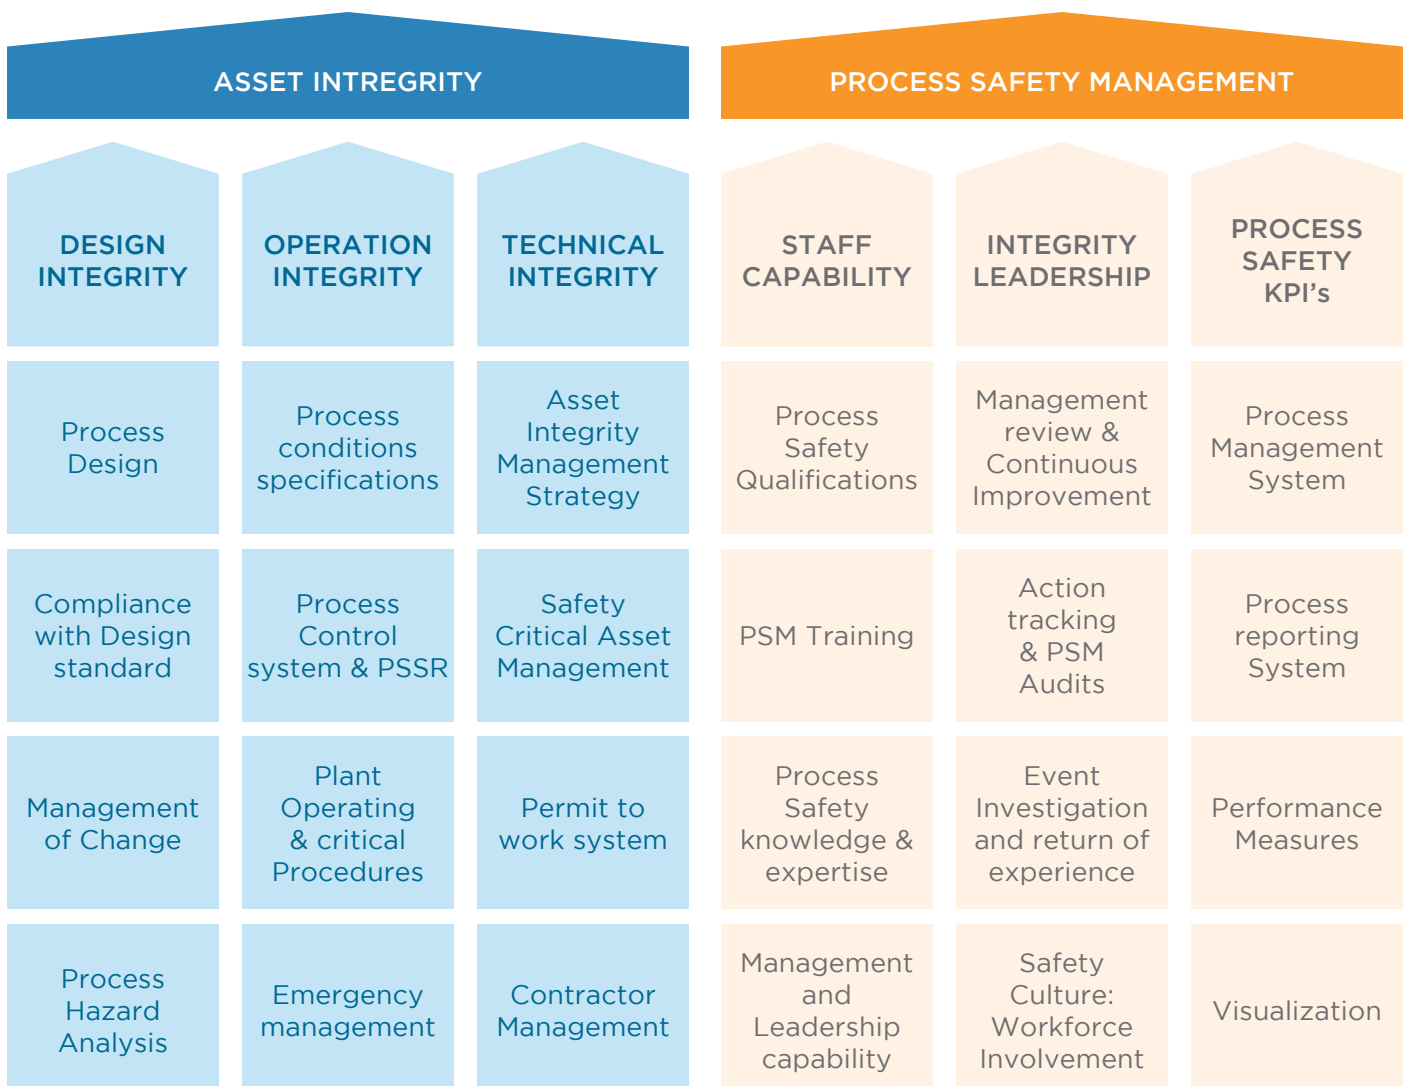 ASSET INTREGRITY
PROCESS SAFETY MANAGEMENT
DESIGN
INTEGRITY
OPERATION
INTEGRITY
TECHNICAL
INTEGRITY
STAFF
CAPABILITY
INTEGRITY
LEADERSHIP
PROCESS
SAFETY
KPI's
Process
Design
Process
conditions
specifications
Asset
Integrity
Management
Strategy
Process
Safety
Qualifications
Management
review &
Continuous
Improvement
Process
Management
System
Compliance
with Design
standard
Process
Control
system & PSSR
Safety
Critical Asset
Management
PSM Training
Action
tracking
& PSM
Audits
Process
reporting
System
Management
of Change
Plant
Operating
& critical
Procedures
Permit to
work system
Process
Safety
knowledge &
expertise
Event
Investigation
and return of
experience
Performance
Measures
Process
Hazard
Analysis
Emergency
management
Contractor
Management
Management
and
Leadership
capability
Safety
Culture:
Workforce
Involvement
Visualization